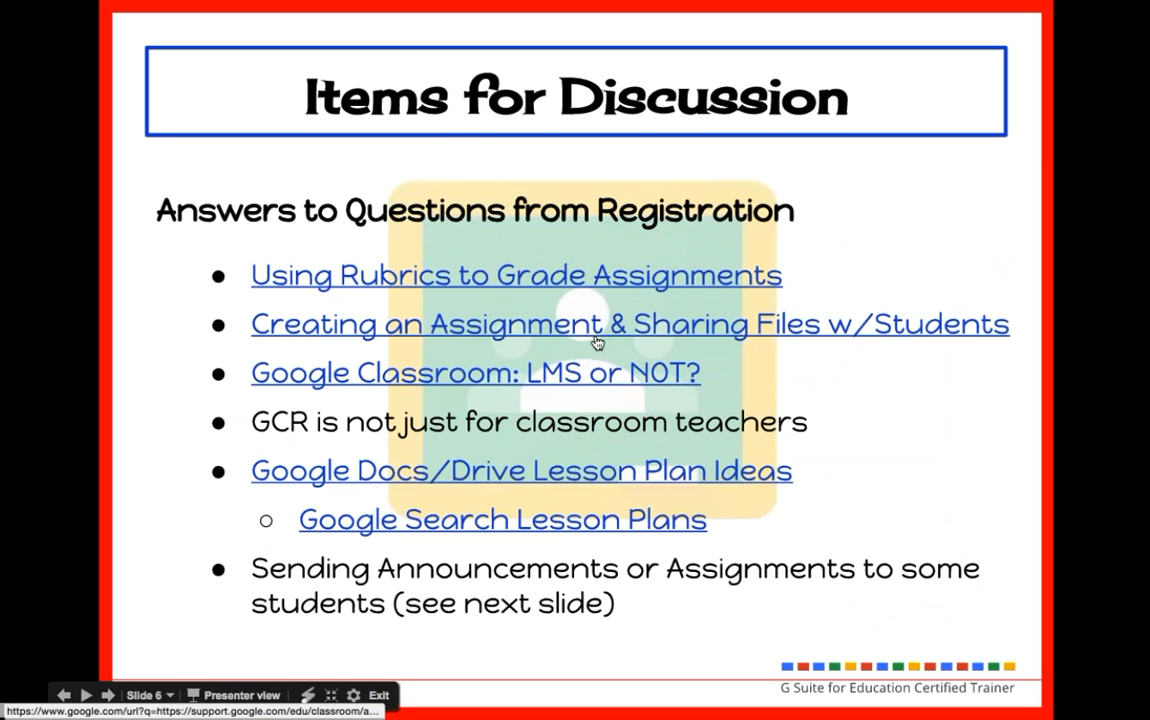 Items for Discussion
Answers to Questions from Registration
● Using Rubrics to Grade Assignments
● Creating an Assignment & Sharing Files w/Students
● Google Classroom: LMS or NOT?
● GCR is not just for classroom teachers
● Google Docs/Drive Lesson Plan Ideas
○ Google Search Lesson Plans
● Sending Announcements or Assignments to some
students (see next slide)
G Suite for Education Certified Trainer
Slide 6 Presenter view Exit
https://www.google.com/url?q=https://support.google.com/edu/classroom/a...